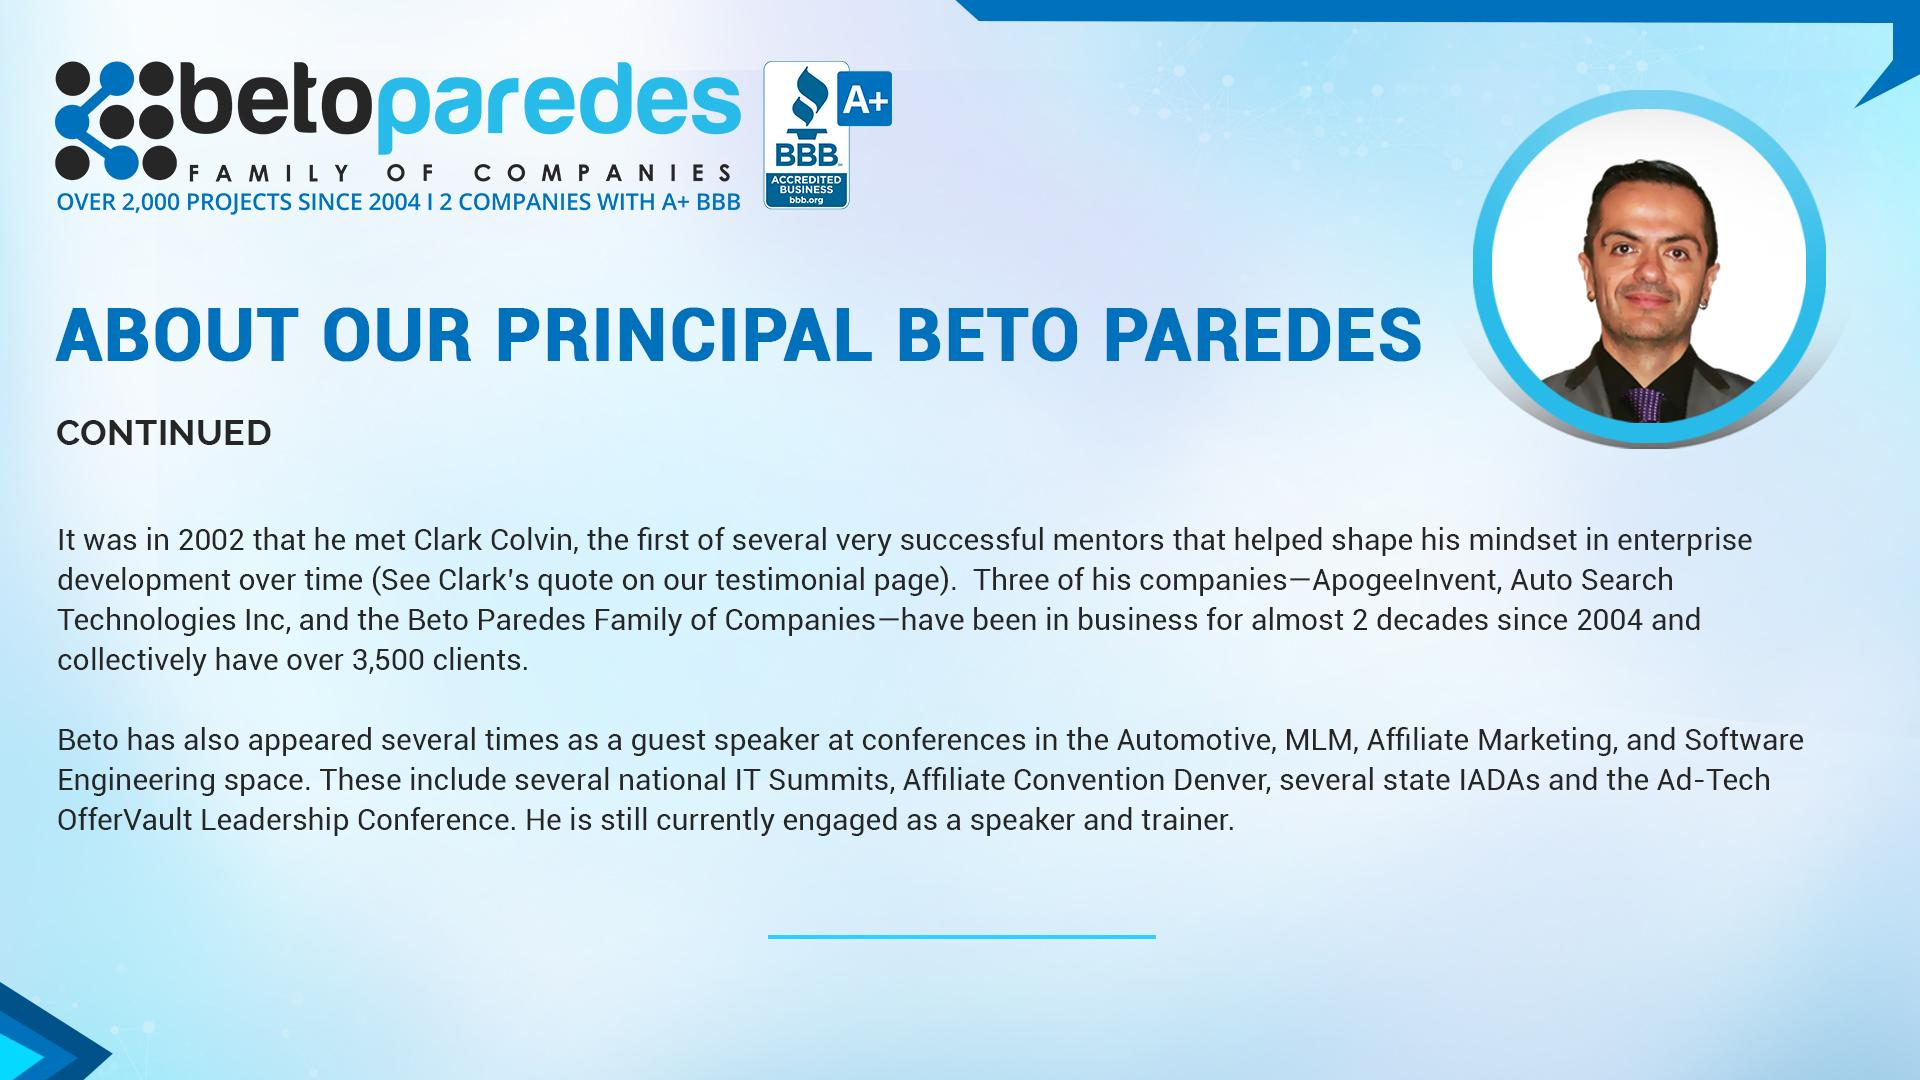 betoparedes
FAMILY OF COMPANIES
OVER 2,000 PROJECTS SINCE 2004 I 2 COMPANIES WITH A+ BBB
A+
BBB
ACCREDITED
BUSINESS
bbb.org
ABOUT OUR PRINCIPAL BETO PAREDES
CONTINUED
It was in 2002 that he met Clark Colvin, the first of several very successful mentors that helped shape his mindset in enterprise
development over time (See Clark's quote on our testimonial page).  Three of his companies—ApogeeInvent, Auto Search
Technologies Inc, and the Beto Paredes Family of Companies—have been in business for almost 2 decades since 2004 and
collectively have over 3,500 clients.
Beto has also appeared several times as a guest speaker at conferences in the Automotive, MLM, Affiliate Marketing, and Software
Engineering space. These include several national IT Summits, Affiliate Convention Denver, several state IADAs and the Ad-Tech
OfferVault Leadership Conference. He is still currently engaged as a speaker and trainer.